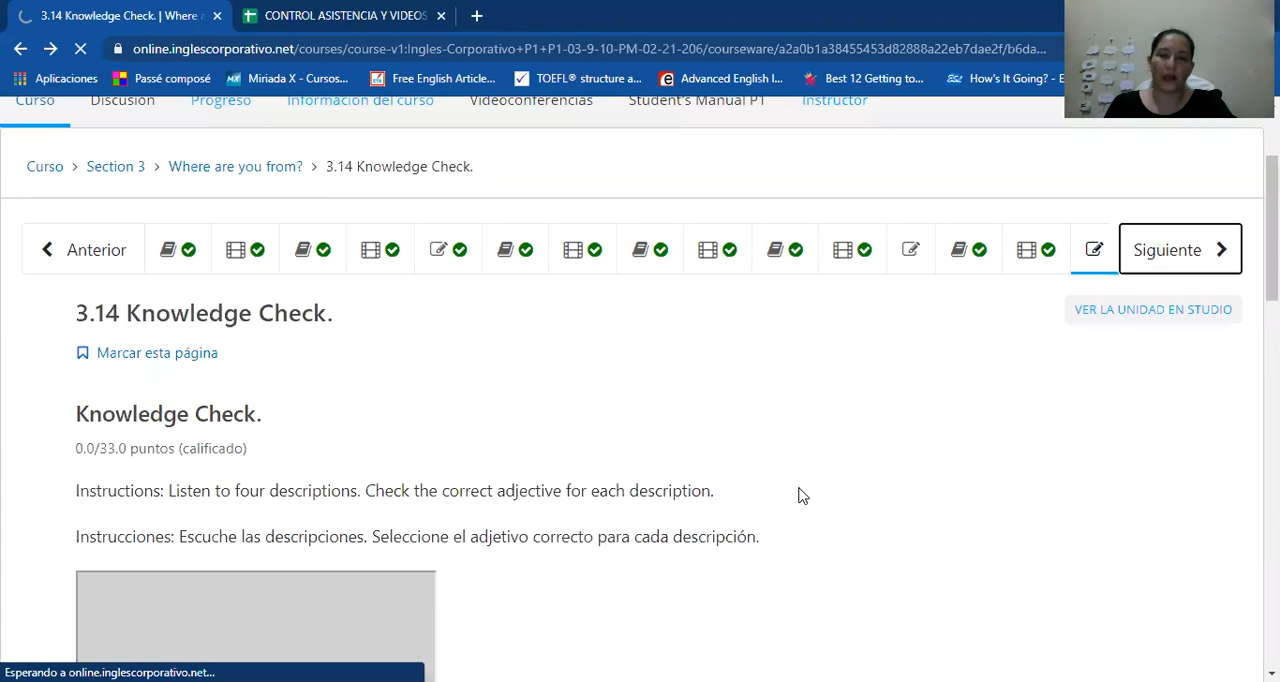 3.14 Knowledge Check. | Where a
CONTROL ASISTENCIA Y VIDEOS
online.inglescorporativo.net/courses/course-v1:Ingles-Corporativo+P1+P1-03-9-10-PM-02-21-206/courseware/a2a0b1a38455453d82888a22eb7dae2f/b6da...
Aplicaciones Passé composé Miriada X - Cursos... Free English Article... TOEFL® structure a... Advanced English l... Best 12 Getting to... How's It Going? - E
Curso Discusión Progreso Información del curso Videoconferencias Student's Manual P1 Instructor
Curso > Section 3 > Where are you from? > 3.14 Knowledge Check.
Anterior Siguiente
3.14 Knowledge Check.
VER LA UNIDAD EN STUDIO
Marcar esta página
Knowledge Check.
0.0/33.0 puntos (calificado)
Instructions: Listen to four descriptions. Check the correct adjective for each description.
Instrucciones: Escuche las descripciones. Seleccione el adjetivo correcto para cada descripción.
Esperando a online.inglescorporativo.net...